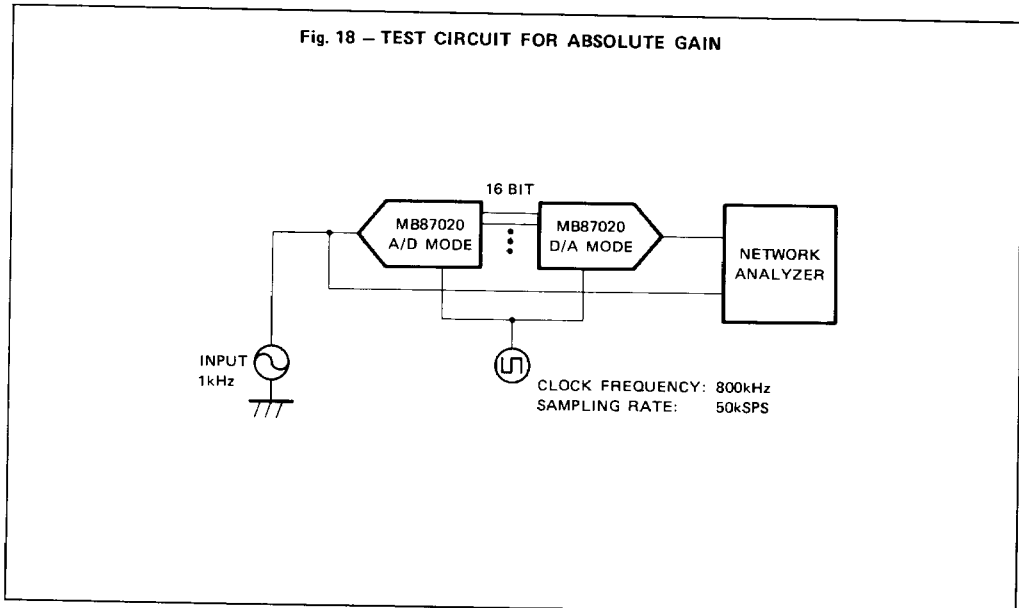 Fig. 18 – TEST CIRCUIT FOR ABSOLUTE GAIN
16 BIT
MB87020
A/D MODE
MB87020
D/A MODE
NETWORK
ANALYZER
INPUT
1kHz
CLOCK FREQUENCY: 800kHz
SAMPLING RATE: 50kSPS